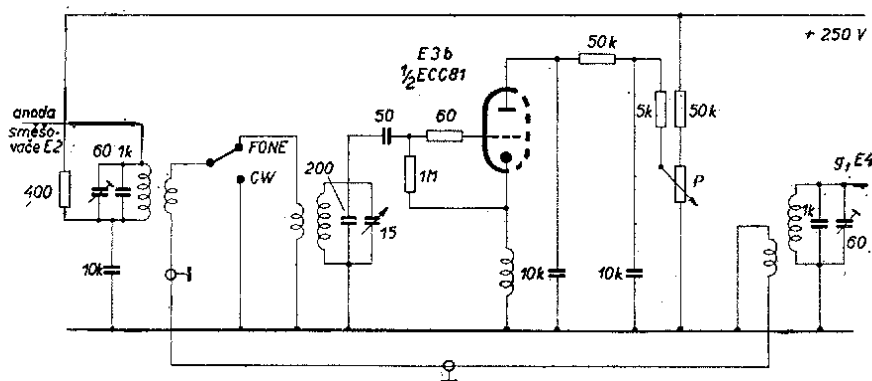 + 250 V
E3b
½ECC81
50k
anoda
směšo-
vače E2
60
1k
400
10k
FONE
CW
200
50
60
1M
15
10k
10k
5k
50k
P
g₁ E4
1k
60